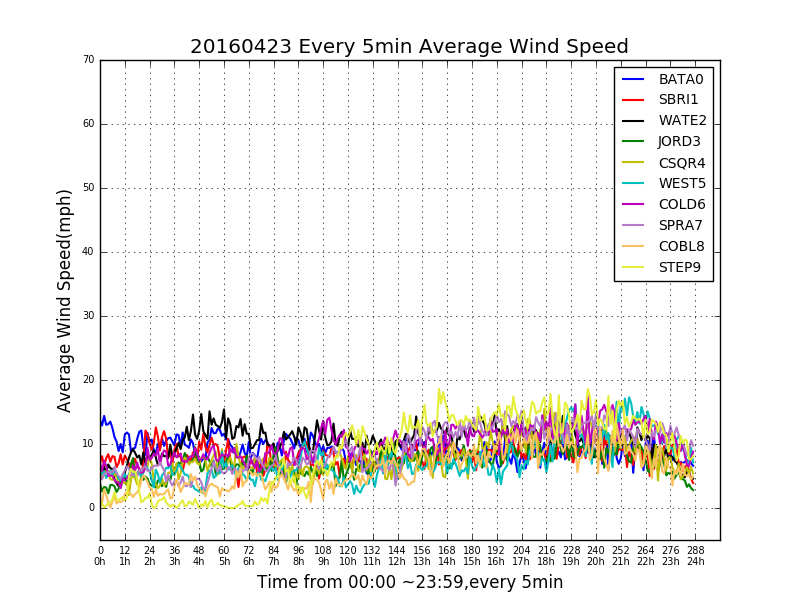 20160423 Every 5min Average Wind Speed
70
60
50
40
30
20
10
0
Average Wind Speed(mph)
BATA0
SBRI1
WATE2
JORD3
CSQR4
WEST5
COLD6
SPRA7
COBL8
STEP9
0 12 24 36 48 60 72 84 96 108 120 132 144 156 168 180 192 204 216 228 240 252 264 276 288
0h 1h 2h 3h 4h 5h 6h 7h 8h 9h 10h 11h 12h 13h 14h 15h 16h 17h 18h 19h 20h 21h 22h 23h 24h
Time from 00:00 ~23:59,every 5min